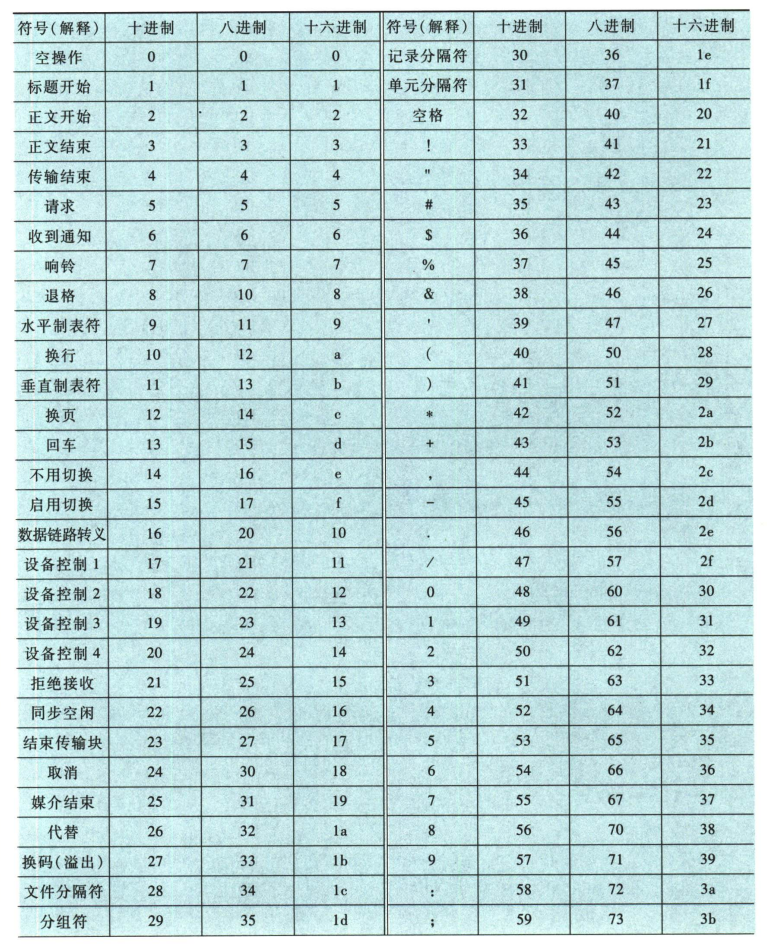 符号(解释) 十进制 八进制 十六进制 符号(解释) 十进制 八进制 十六进制
空操作 0 0 0 记录分隔符 30 36 1e
标题开始 1 1 1 单元分隔符 31 37 1f
正文开始 2 2 2 空格 32 40 20
正文结束 3 3 3 ! 33 41 21
传输结束 4 4 4 " 34 42 22
请求 5 5 5 # 35 43 23
收到通知 6 6 6 $ 36 44 24
响铃 7 7 7 % 37 45 25
退格 8 10 8 & 38 46 26
水平制表符 9 11 9 ' 39 47 27
换行 10 12 a ( 40 50 28
垂直制表符 11 13 b ) 41 51 29
换页 12 14 c * 42 52 2a
回车 13 15 d + 43 53 2b
不用切换 14 16 e , 44 54 2c
启用切换 15 17 f - 45 55 2d
数据链路转义 16 20 10 . 46 56 2e
设备控制1 17 21 11 / 47 57 2f
设备控制2 18 22 12 0 48 60 30
设备控制3 19 23 13 1 49 61 31
设备控制4 20 24 14 2 50 62 32
拒绝接收 21 25 15 3 51 63 33
同步空闲 22 26 16 4 52 64 34
结束传输块 23 27 17 5 53 65 35
取消 24 30 18 6 54 66 36
媒介结束 25 31 19 7 55 67 37
代替 26 32 1a 8 56 70 38
换码(溢出) 27 33 1b 9 57 71 39
文件分隔符 28 34 1c : 58 72 3a
分组符 29 35 1d ; 59 73 3b